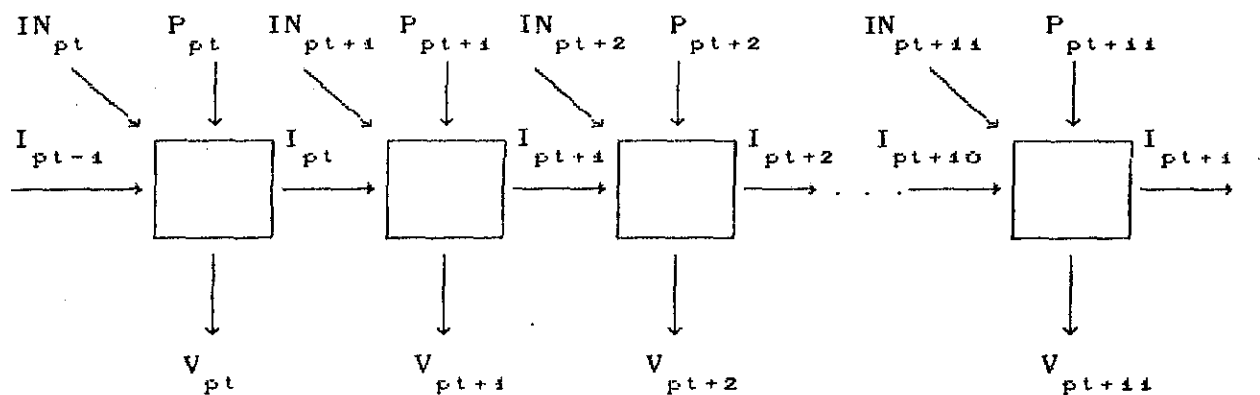 IN_pt P_pt IN_pt+1 P_pt+1 IN_pt+2 P_pt+2 IN_pt+11 P_pt+11
I_pt-1 I_pt I_pt+1 I_pt+2 I_pt+10 I_pt+1
. . .
V_pt V_pt+1 V_pt+2 V_pt+11